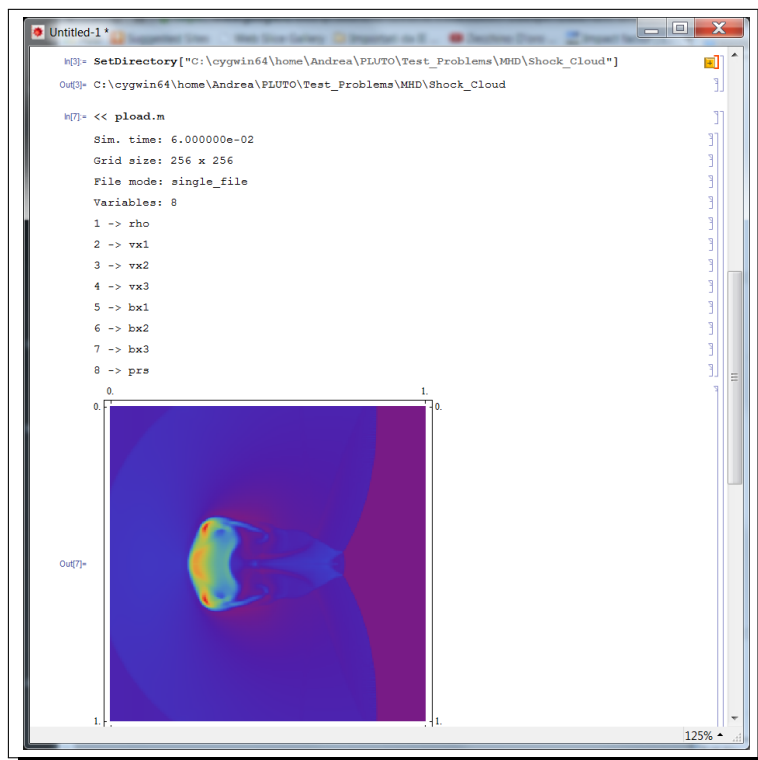 Untitled-1 *
In[3]:= SetDirectory["C:\cygwin64\home\Andrea\PLUTO\Test_Problems\MHD\Shock_Cloud"]
Out[3]= C:\cygwin64\home\Andrea\PLUTO\Test_Problems\MHD\Shock_Cloud
In[7]:= << pload.m
Sim. time: 6.000000e-02
Grid size: 256 x 256
File mode: single_file
Variables: 8
1 -> rho
2 -> vx1
3 -> vx2
4 -> vx3
5 -> bx1
6 -> bx2
7 -> bx3
8 -> prs
0. 1.
0. 0.
Out[7]=
1. 1.
125%